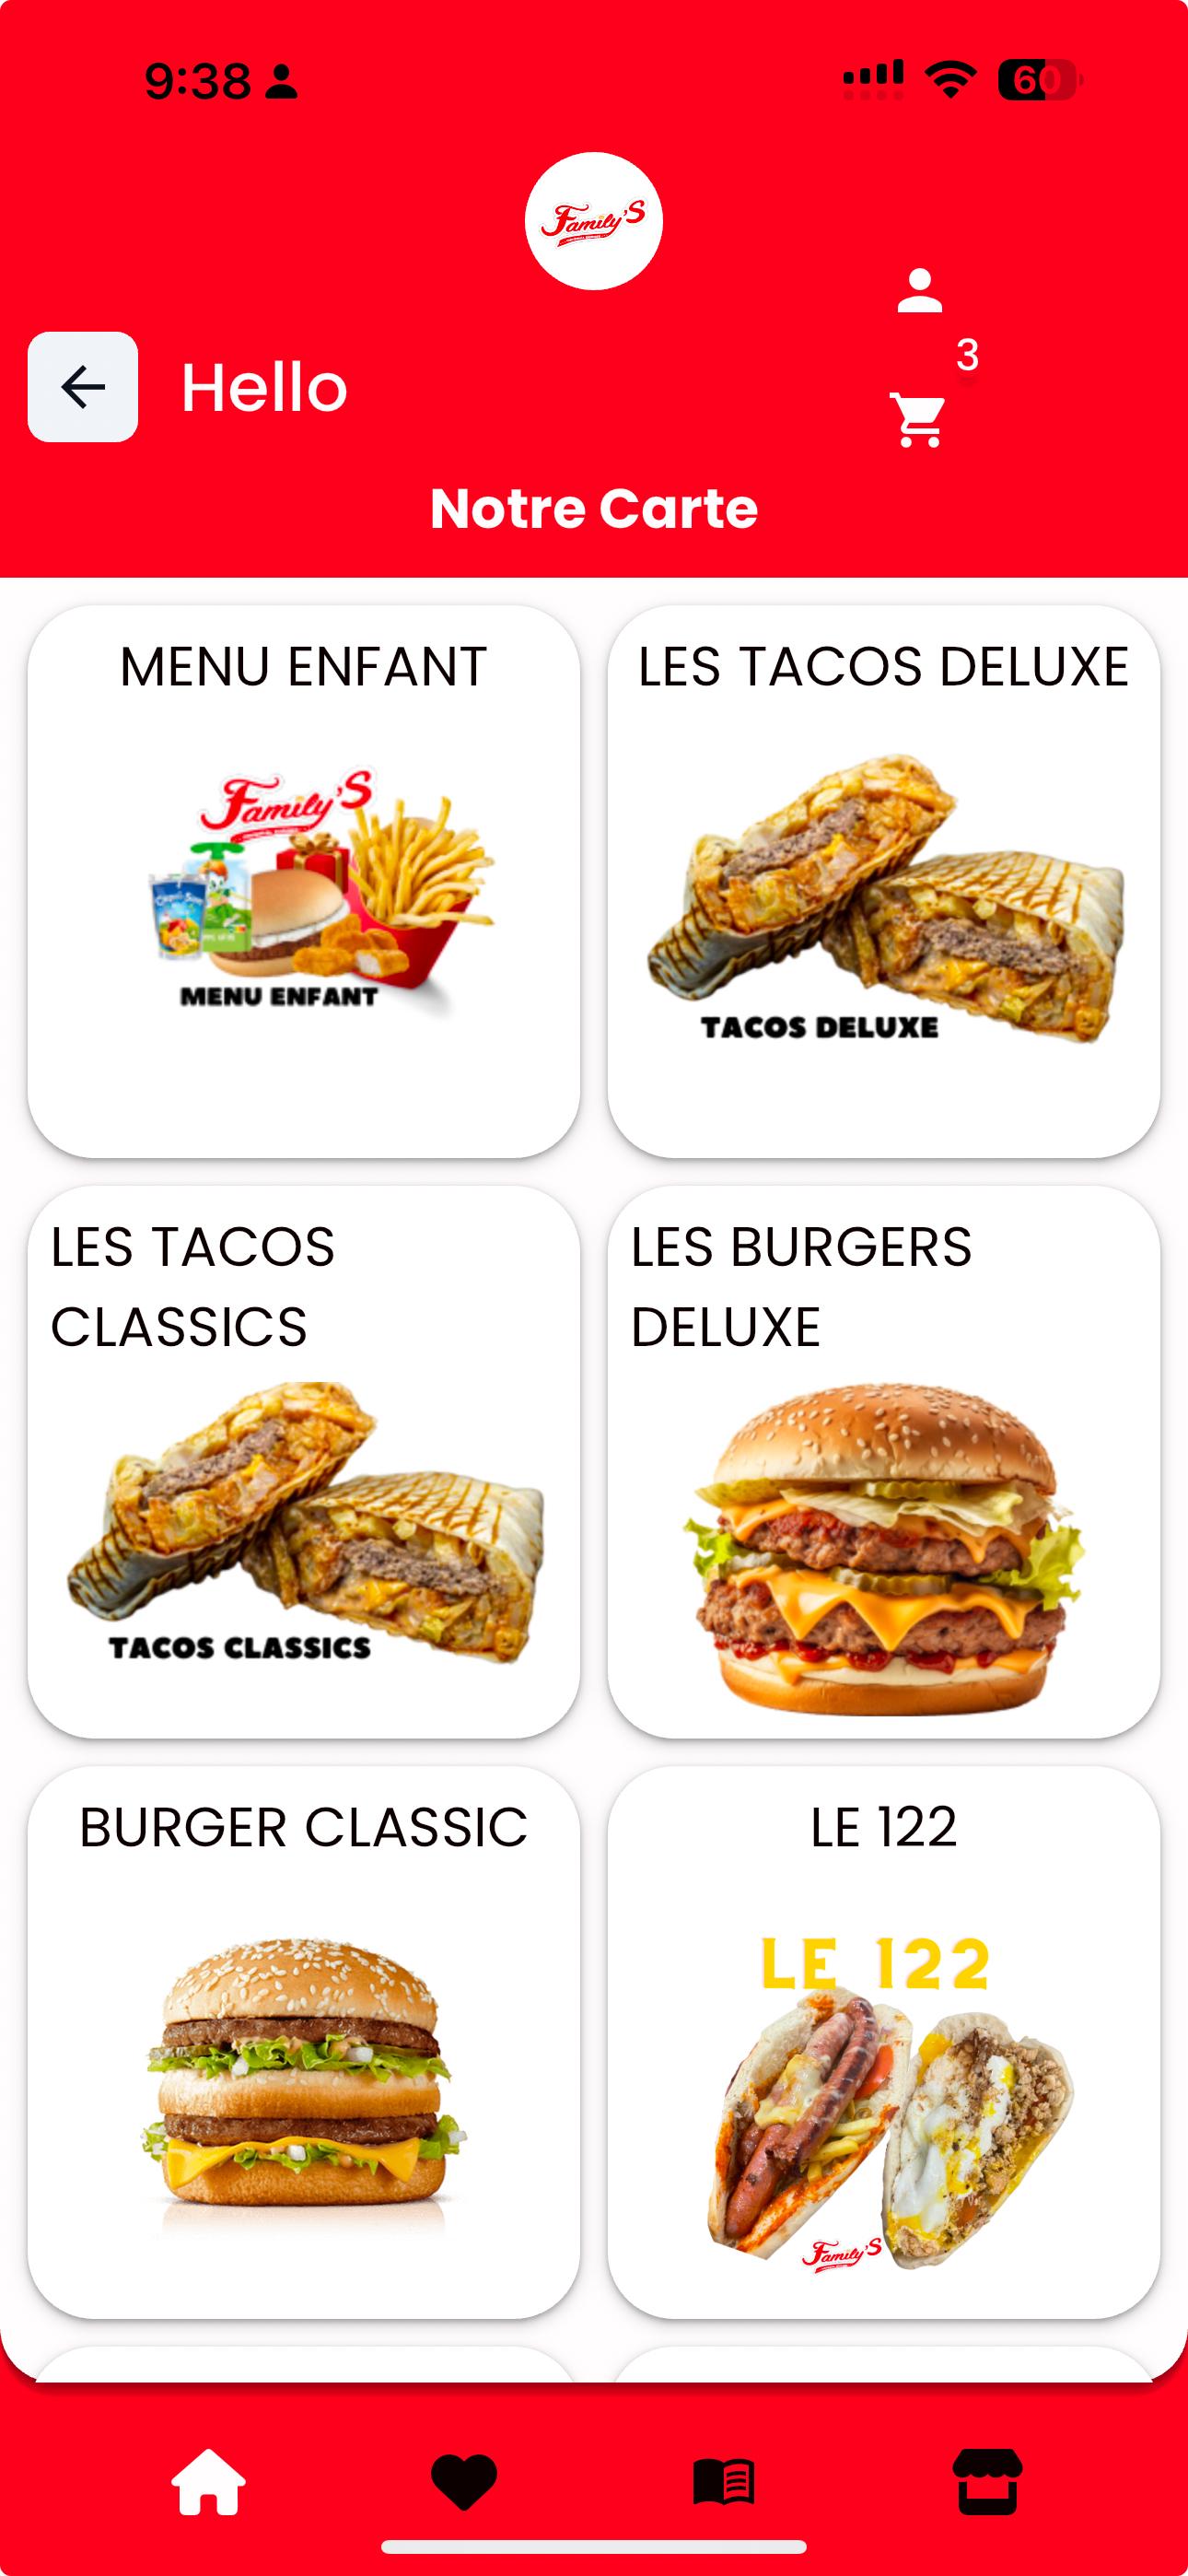 9:38
60
Family'S
3
Hello
Notre Carte
MENU ENFANT
LES TACOS DELUXE
Family'S
MENU ENFANT
TACOS DELUXE
LES TACOS
CLASSICS
LES BURGERS
DELUXE
TACOS CLASSICS
BURGER CLASSIC
LE 122
LE 122
Family'S